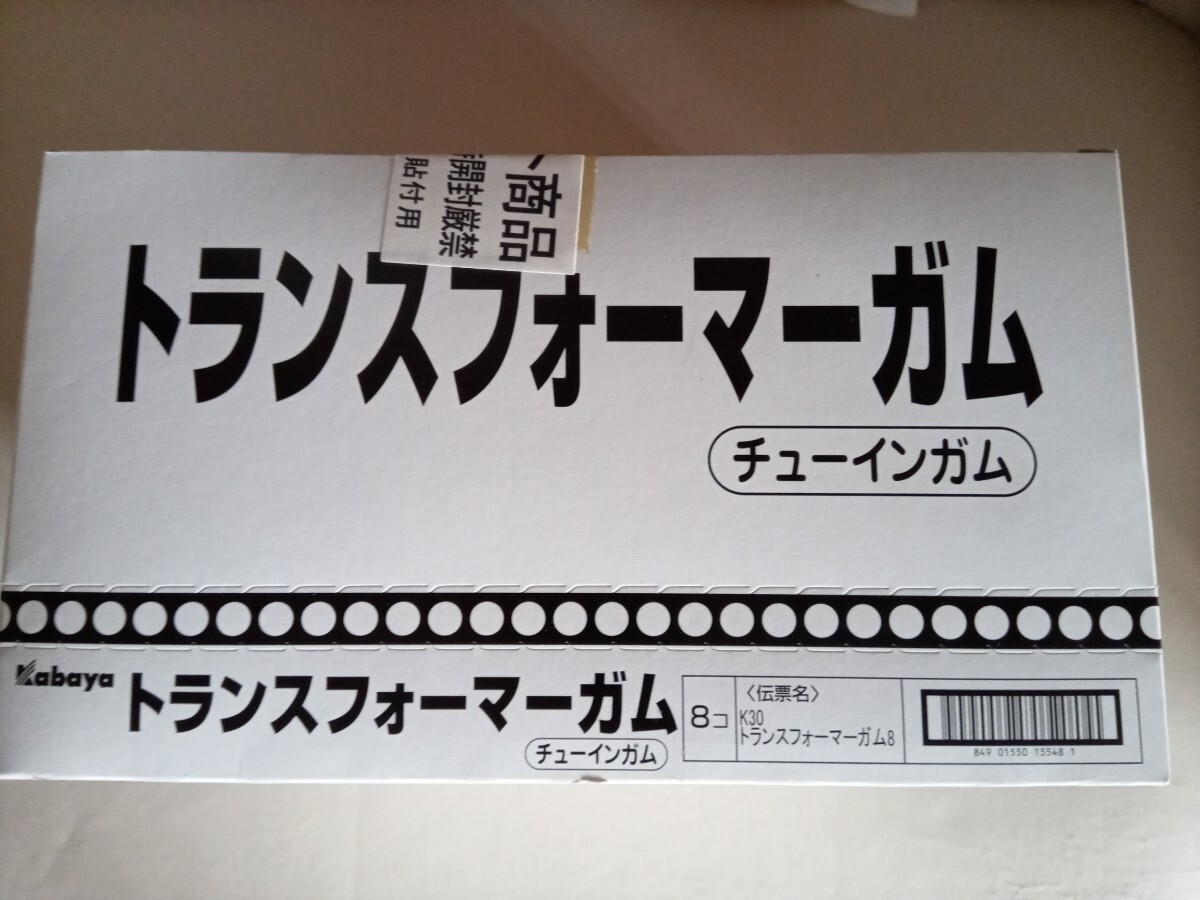 商品
開封厳禁
貼付用
トランスフォーマーガム
チューインガム
Kabaya
トランスフォーマーガム
チューインガム
8コ
〈伝票名〉
K30
トランスフォーマーガム8
849 01550 15548 1